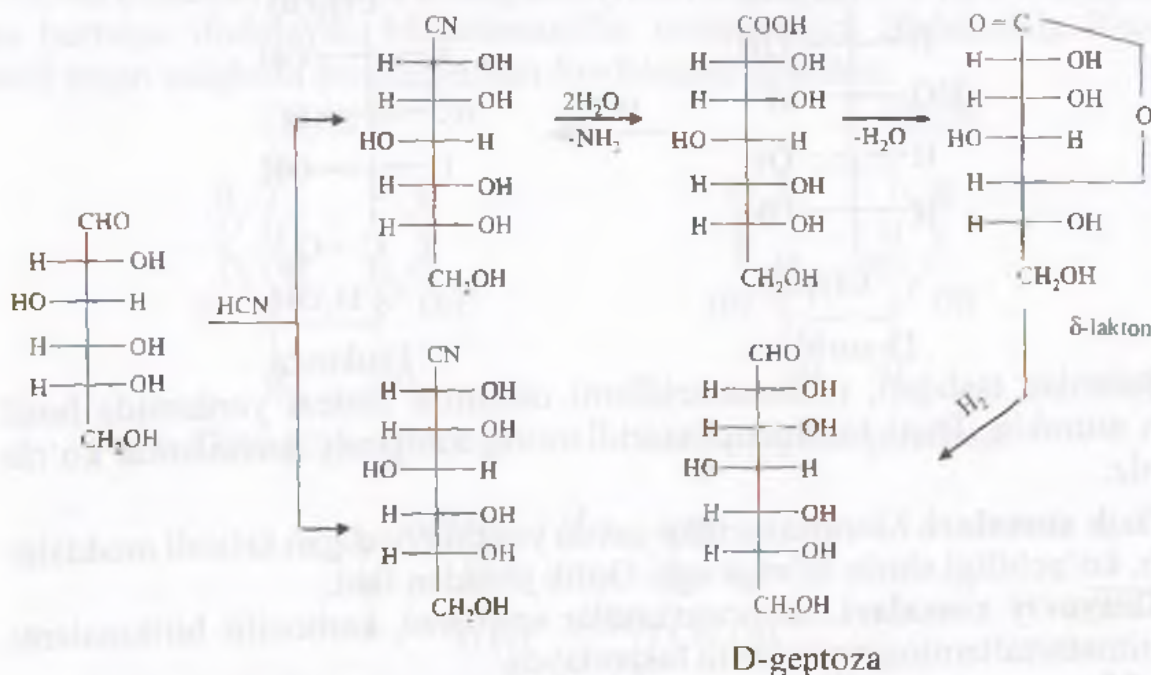 CN
H OH
H OH
HO H
H OH
H OH
CH₂OH
2H₂O
-NH₂
COOH
H OH
H OH
HO H
H OH
H OH
CH₂OH
-H₂O
O = C
H OH
H OH
HO H
H
H OH
CH₂OH
O
δ-lakton
CHO
H OH
HO H
H OH
H OH
CH₂OH
HCN
CN
H OH
H OH
HO H
H OH
H OH
CH₂OH
CHO
H OH
H OH
HO H
H OH
H OH
CH₂OH
H₂
D-geptoza